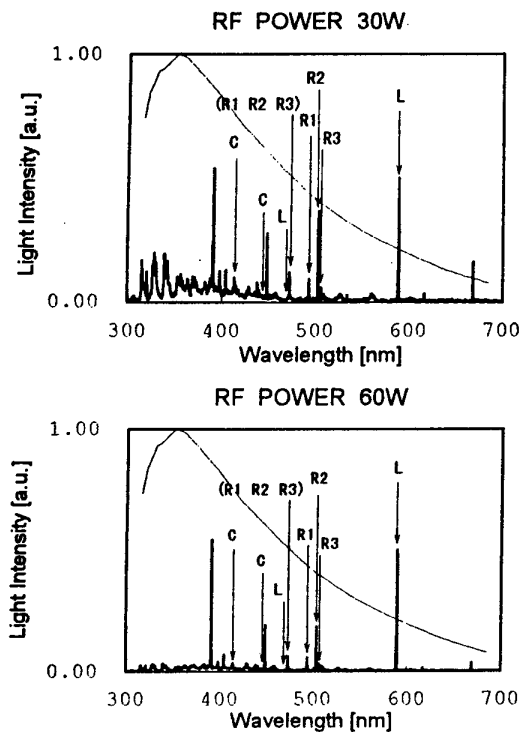 RF POWER 30W
1.00
R2
L
(R1 R2 R3)
R1
R3
C
C
L
0.00
300 400 500 600 700
Wavelength [nm]
Light Intensity [a.u.]
RF POWER 60W
1.00
L
R2
(R1 R2 R3)
R1
R3
C
C
L
0.00
300 400 500 600 700
Wavelength [nm]
Light Intensity [a.u.]